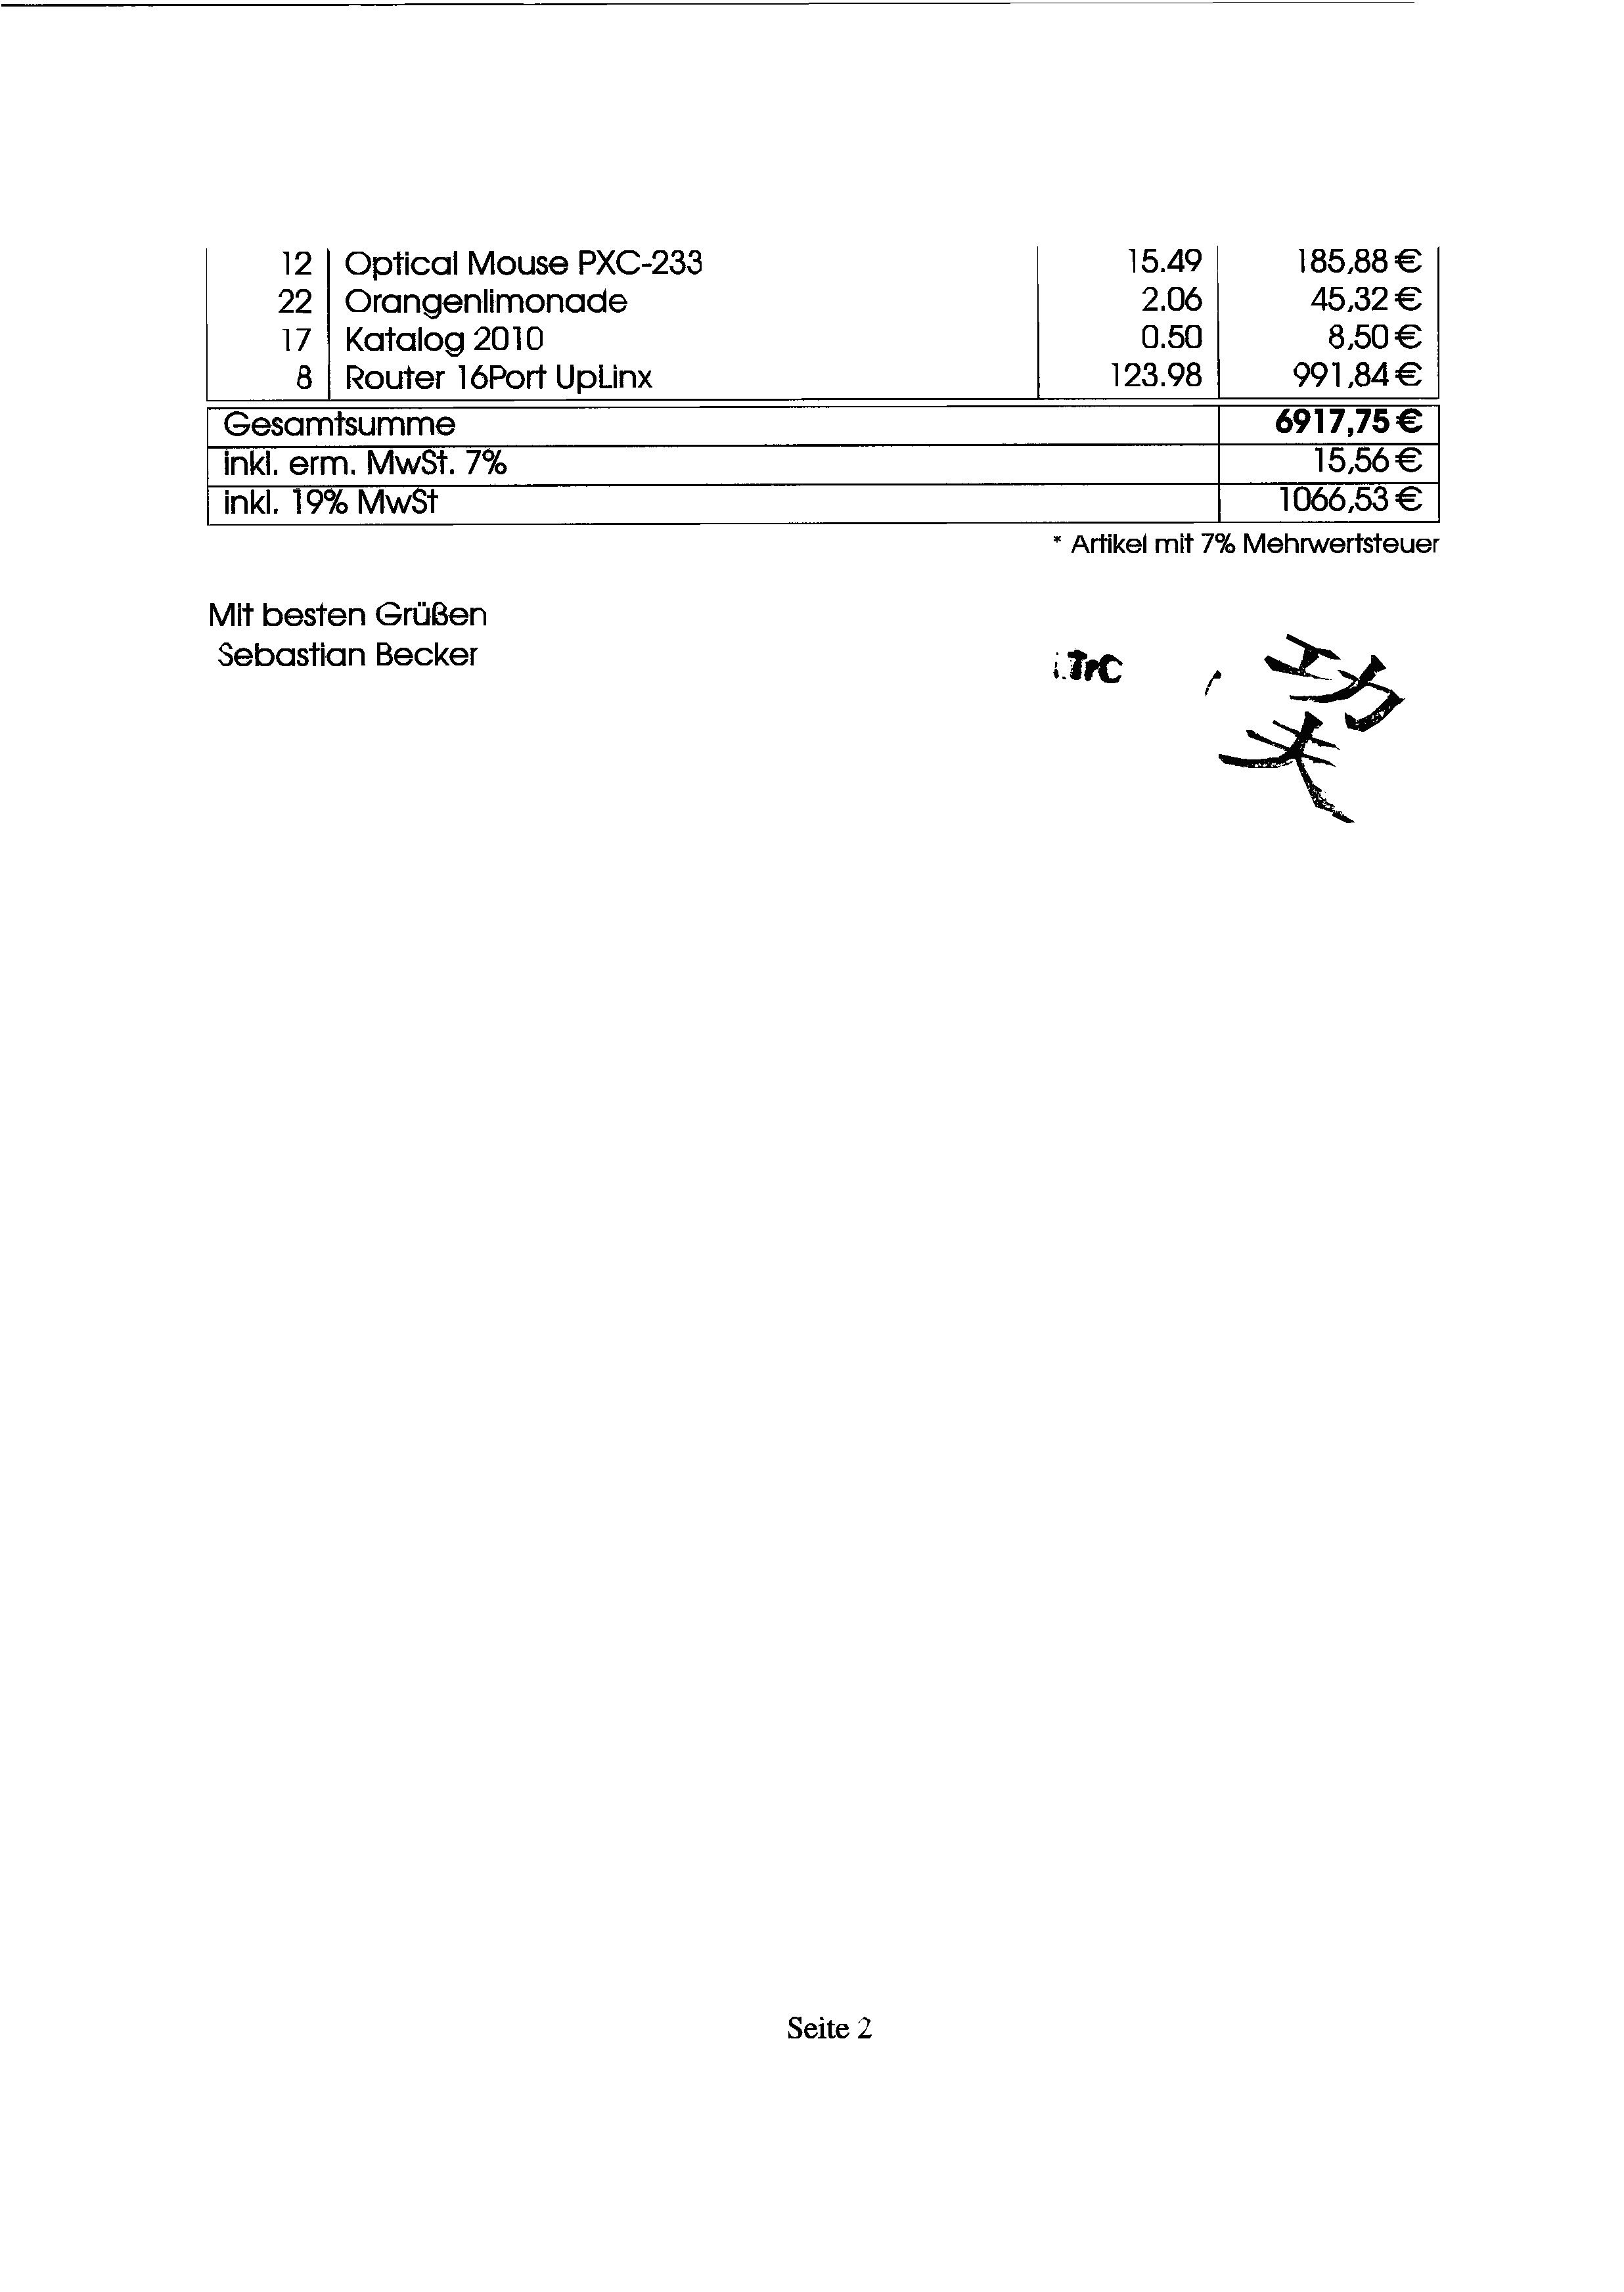 12 Optical Mouse PXC-233 15.49 185,88 €
22 Orangenlimonade 2.06 45,32 €
17 Katalog 2010 0.50 8,50 €
8 Router 16Port UpLinx 123.98 991,84 €
Gesamtsumme 6917,75 €
inkl. erm. MwSt. 7% 15,56 €
inkl. 19% MwSt 1066,53 €
* Artikel mit 7% Mehrwertsteuer
Mit besten Grüßen
Sebastian Becker
功
夫
Seite 2